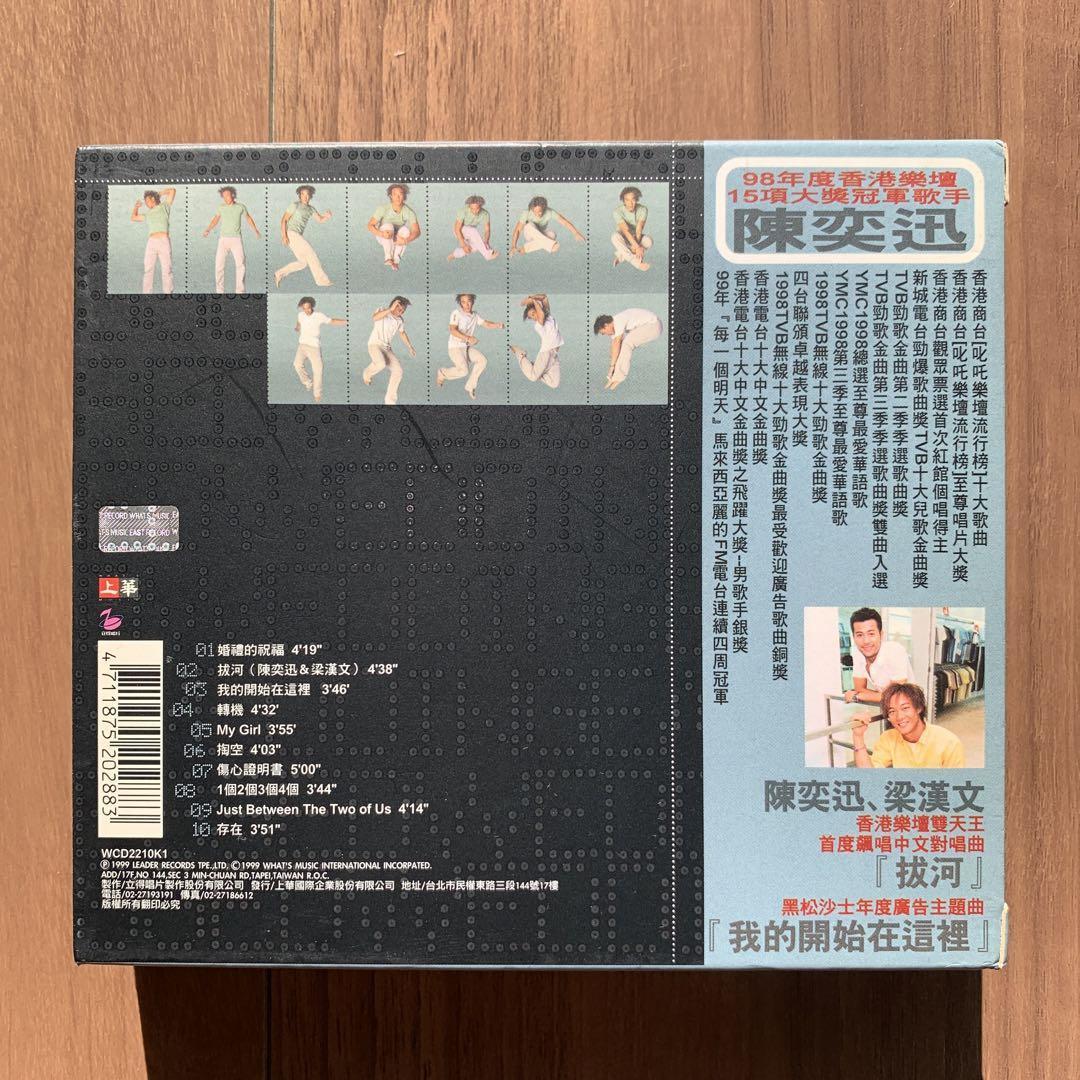 98年度香港樂壇
15項大獎冠軍歌手
陳奕迅
香港商台[叱吒樂壇流行榜]十大歌曲
香港商台[叱吒樂壇流行榜]至尊唱片大獎
香港商台觀眾票選首次紅館個唱得主
新城電台勁爆歌曲獎TVB十大兒歌金曲獎
TVB勁歌金曲第二季季選歌曲獎
TVB勁歌金曲第三季季選歌曲獎雙曲入選
YMC1998總選至尊最愛華語歌
YMC1998第三季至尊最愛華語歌
1998TVB無線十大勁歌金曲獎
四台聯頒卓越表現大獎
1998TVB無線十大勁歌金曲獎最受歡迎廣告歌曲銅獎
香港電台十大中文金曲獎
香港電台十大中文金曲獎之飛躍大獎-男歌手銀獎
99年『每一個明天』馬來西亞麗的FM電台連續四周冠軍
陳奕迅、梁漢文
香港樂壇雙天王
首度飆唱中文對唱曲
『拔河』
黑松沙士年度廣告主題曲
『我的開始在這裡』
RECORD WHAT'S MUSIC
MUSIC EAST RECORD
上華
01 婚禮的祝福 4'19"
02 拔河（陳奕迅&梁漢文）4'38"
03 我的開始在這裡 3'46'
04 轉機 4'32'
05 My Girl 3'55'
06 掏空 4'03"
07 傷心證明書 5'00"
08 1個2個3個4個 3'44"
09 Just Between The Two of Us 4'14"
10 存在 3'51"
4711875202883
WCD2210K1
Ⓟ1999 LEADER RECORDS TPE.,LTD, Ⓒ1999 WHAT'S MUSIC INTERNATIONAL INCORPATED.
ADD/17F,NO 144,SEC 3 MIN-CHUAN RD,TAPEI,TAIWAN R.O.C.
製作/立得唱片製作股份有限公司 發行/上華國際企業股份有限公司 地址/台北市民權東路三段144號17樓
電話/02-27193191 傳真/02-27186612
版權所有翻印必究